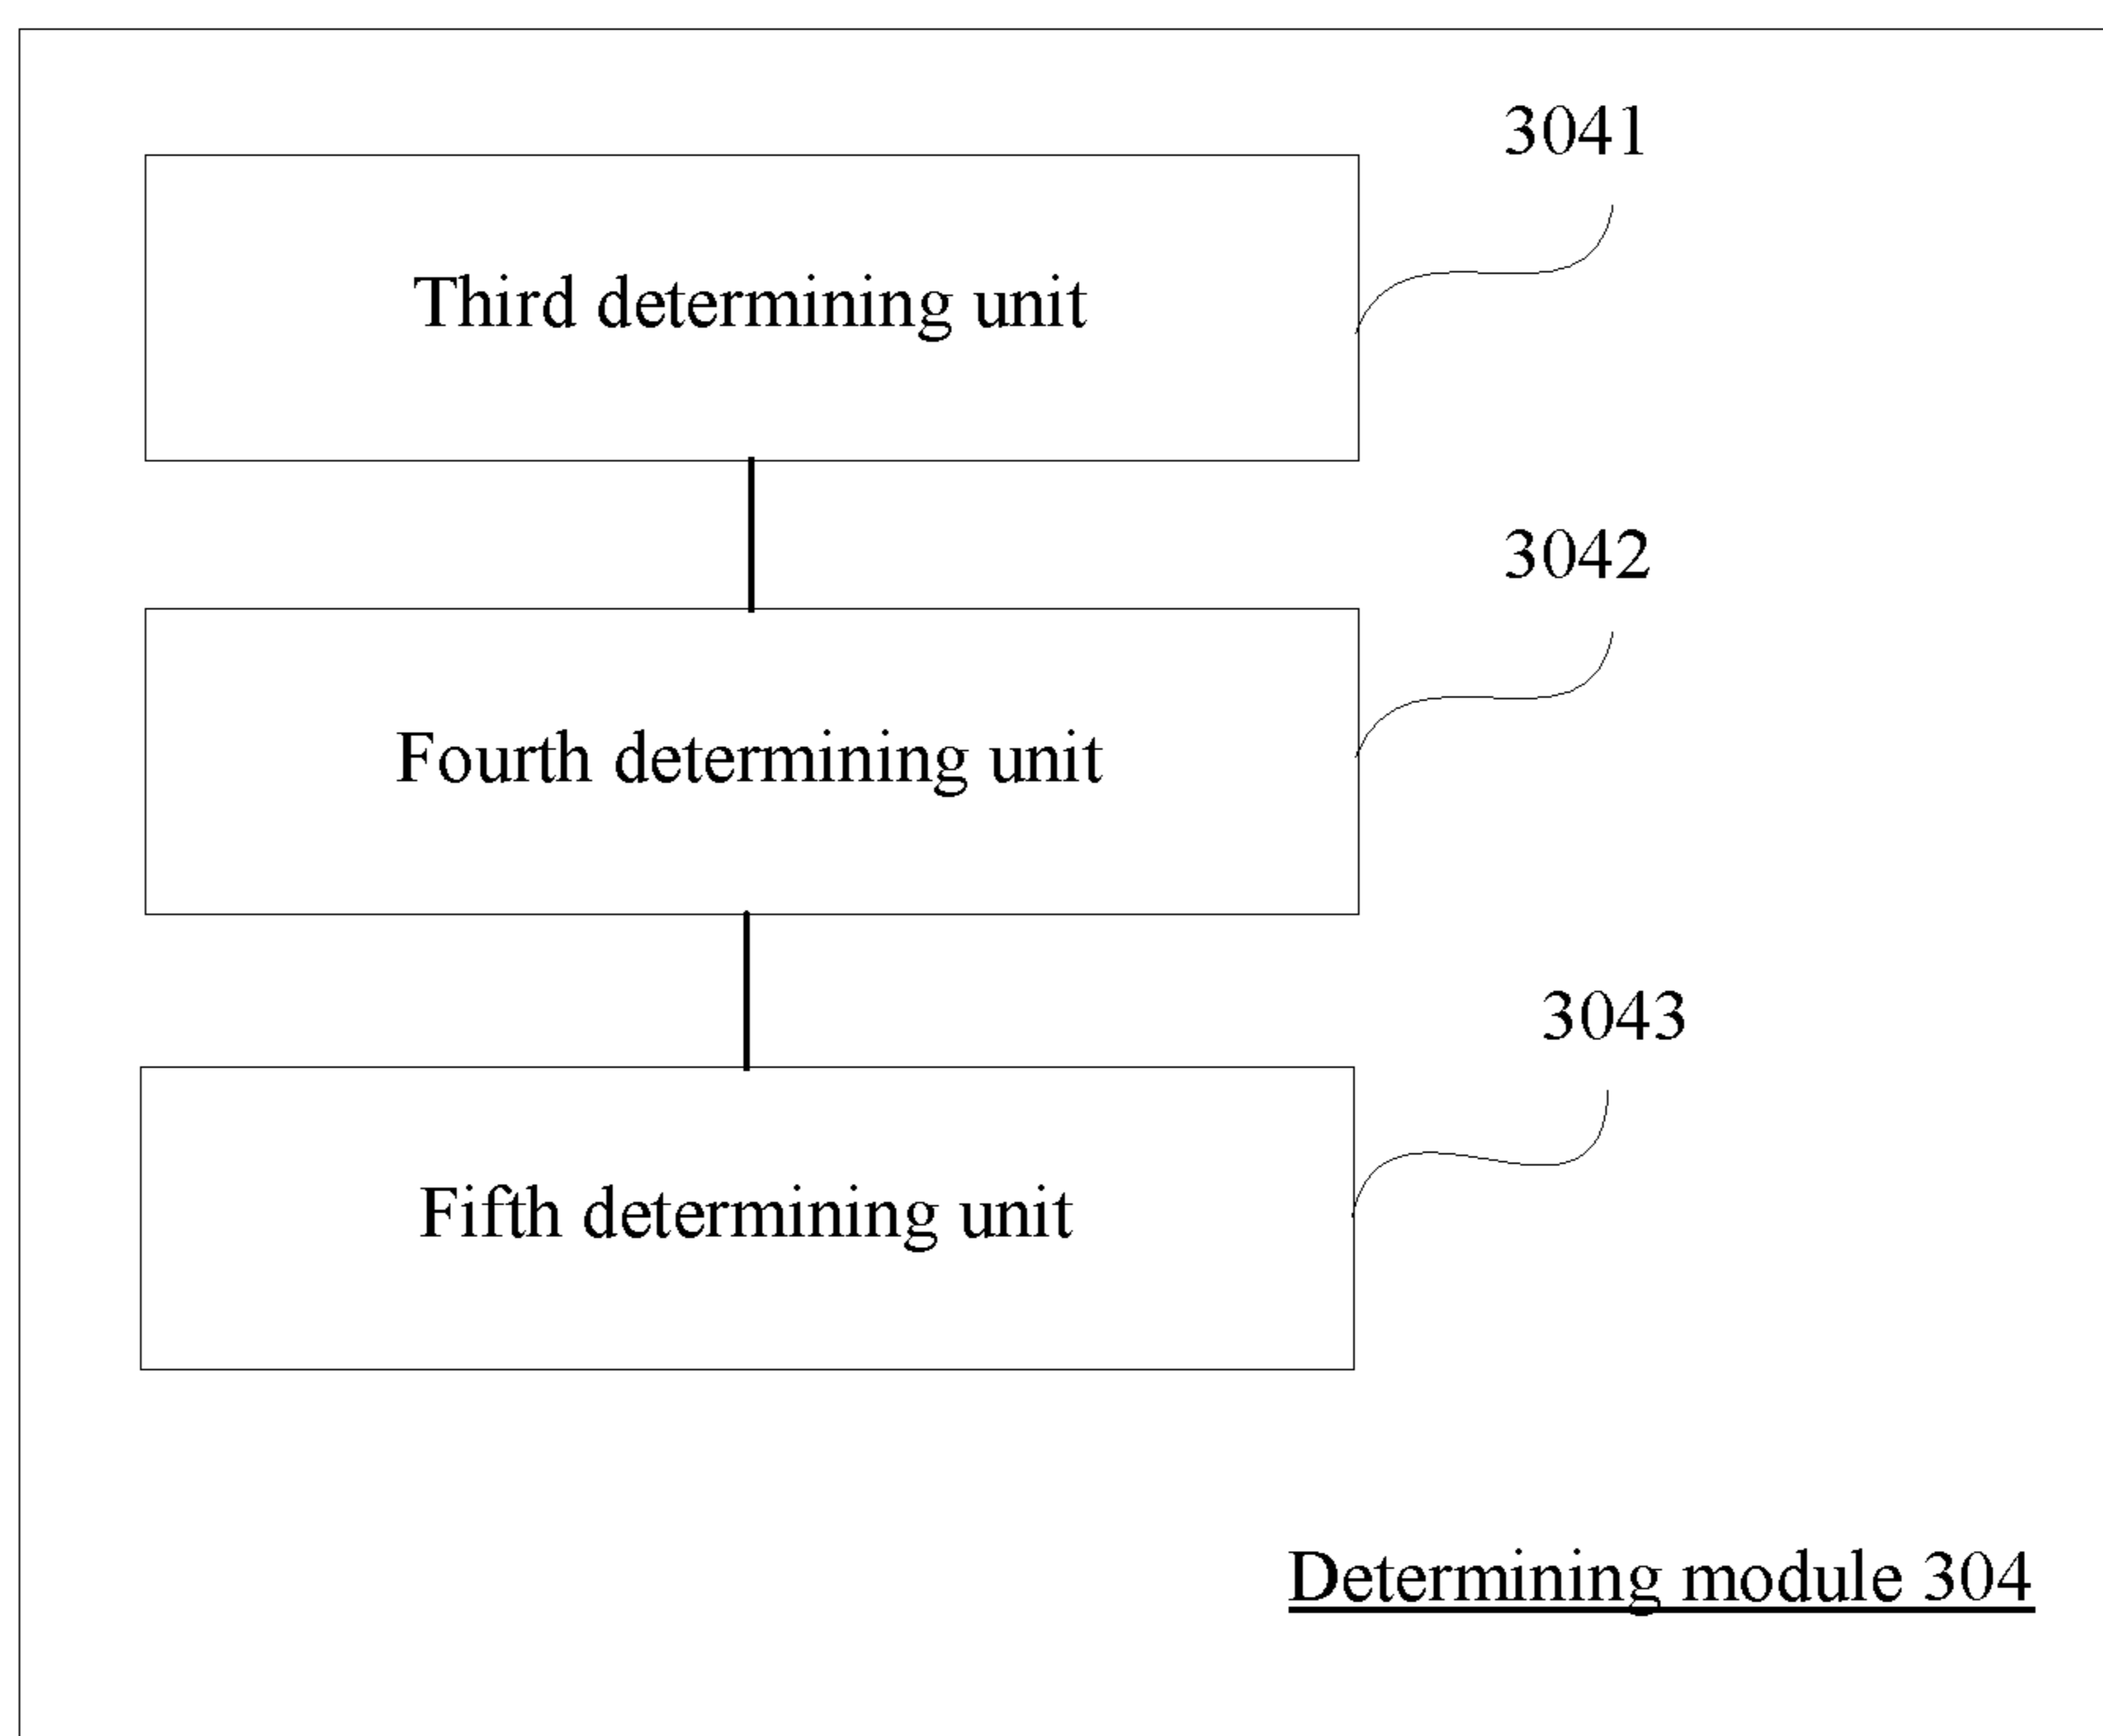 3041
Third determining unit
3042
Fourth determining unit
3043
Fifth determining unit
Determining module 304